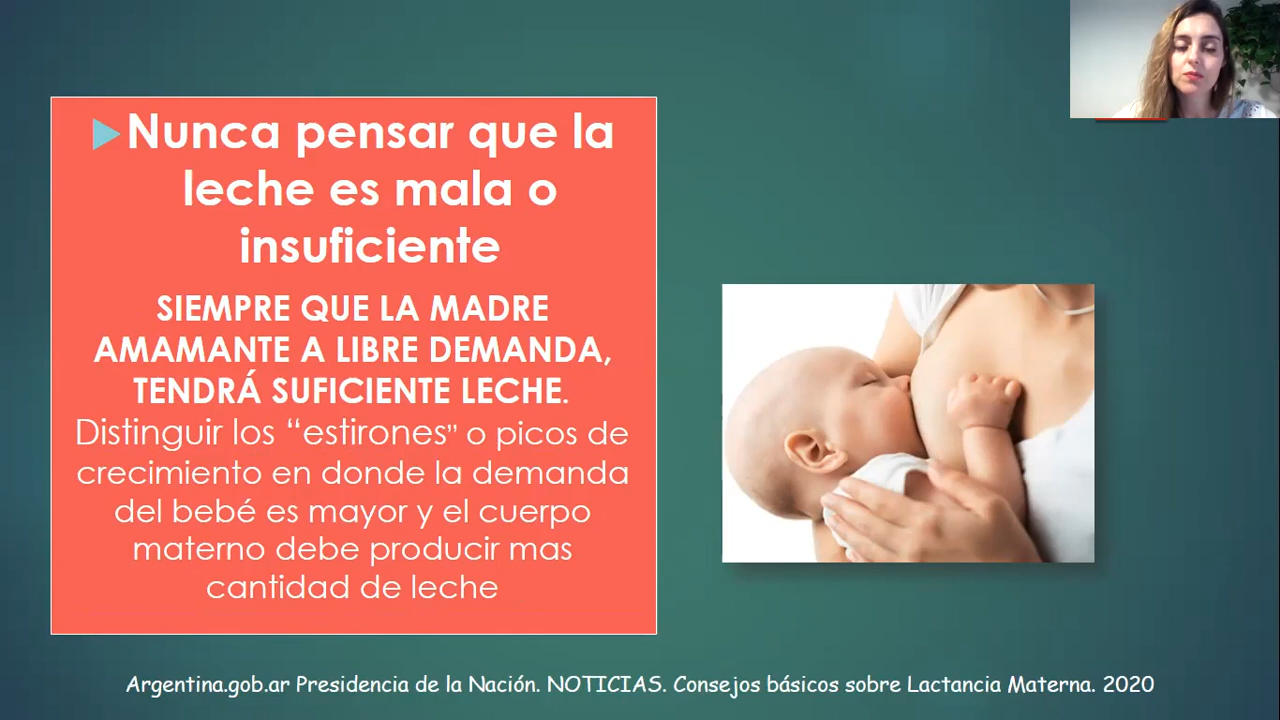 Nunca pensar que la
leche es mala o
insuficiente
SIEMPRE QUE LA MADRE
AMAMANTE A LIBRE DEMANDA,
TENDRÁ SUFICIENTE LECHE.
Distinguir los “estirones” o picos de
crecimiento en donde la demanda
del bebé es mayor y el cuerpo
materno debe producir mas
cantidad de leche
Argentina.gob.ar Presidencia de la Nación. NOTICIAS. Consejos básicos sobre Lactancia Materna. 2020